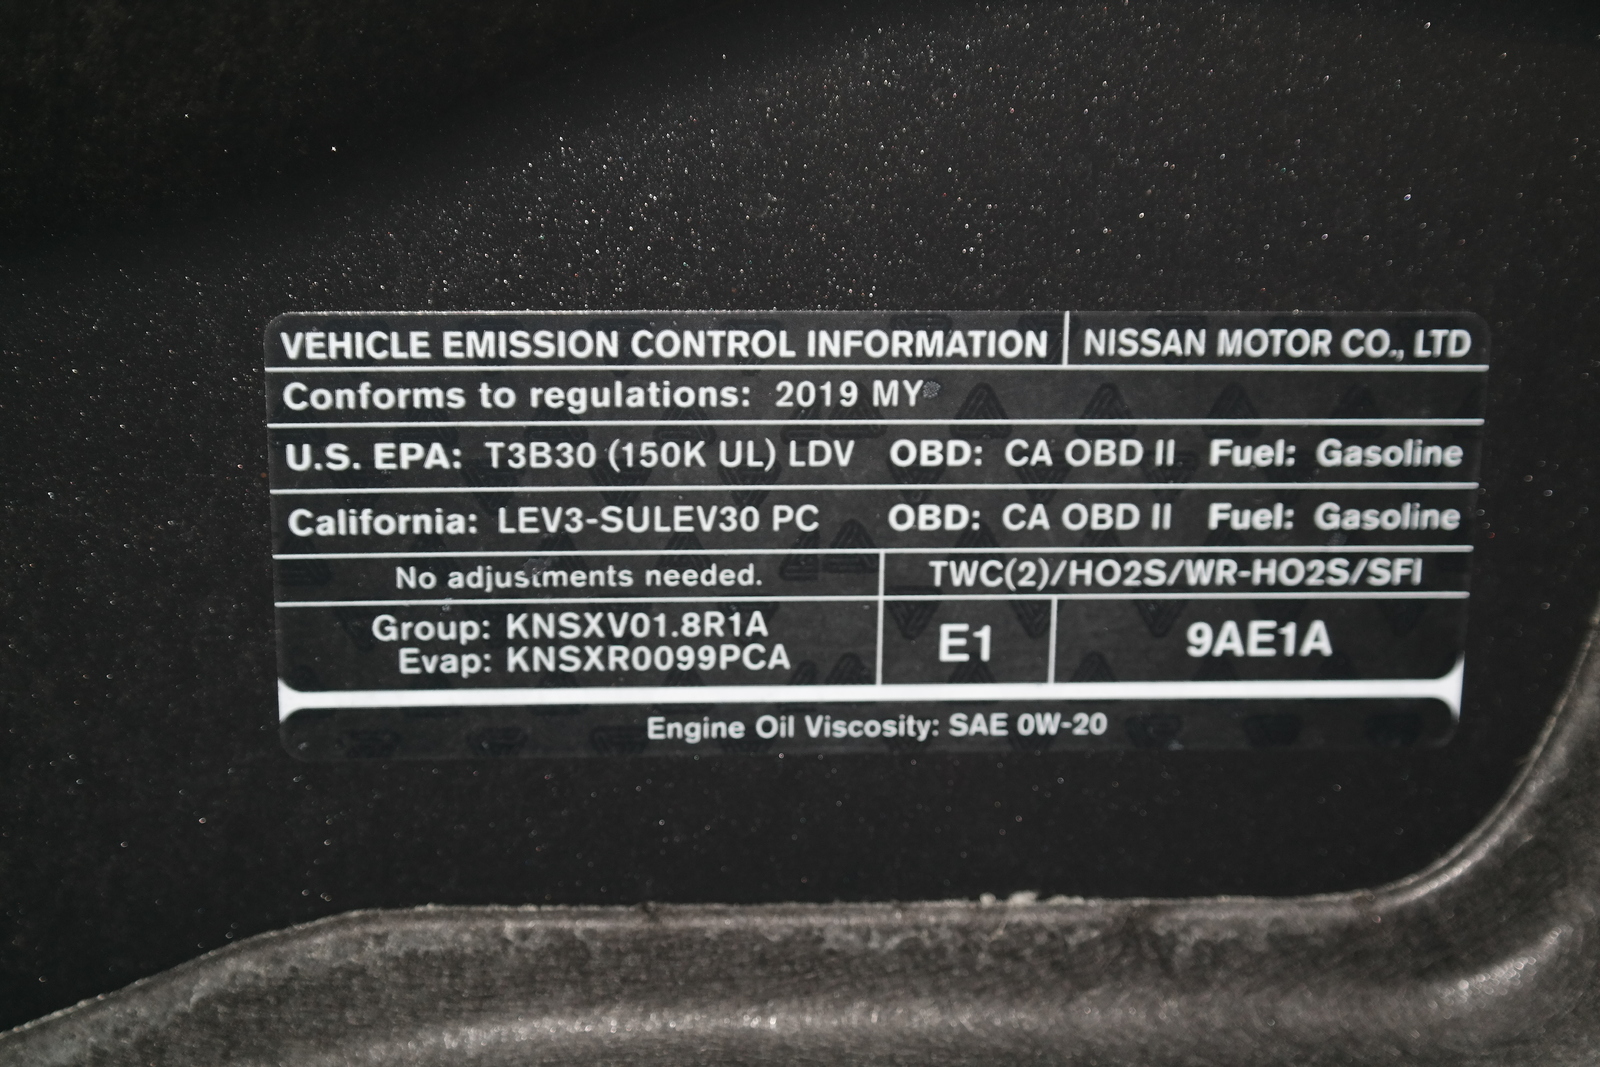 VEHICLE EMISSION CONTROL INFORMATION NISSAN MOTOR CO., LTD
Conforms to regulations: 2019 MY
U.S. EPA: T3B30 (150K UL) LDV OBD: CA OBD II Fuel: Gasoline
California: LEV3-SULEV30 PC OBD: CA OBD II Fuel: Gasoline
No adjustments needed. TWC(2)/HO2S/WR-HO2S/SFI
Group: KNSXV01.8R1A
Evap: KNSXR0099PCA
E1 9AE1A
Engine Oil Viscosity: SAE 0W-20